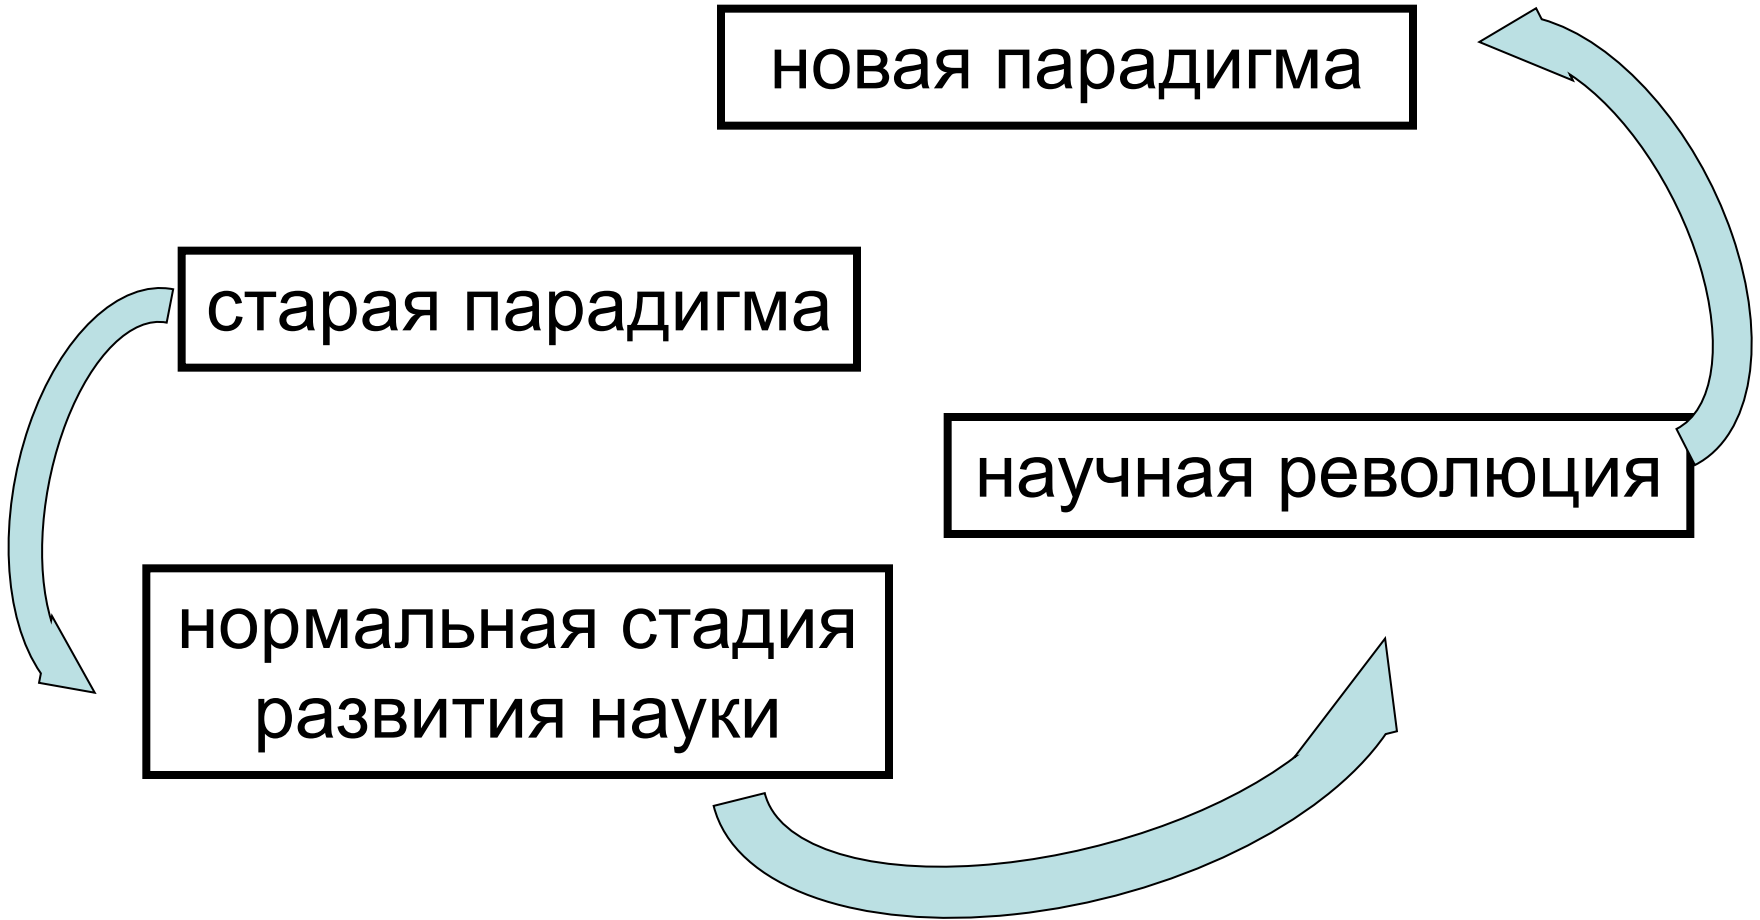 новая парадигма
старая парадигма
научная революция
нормальная стадия
развития науки